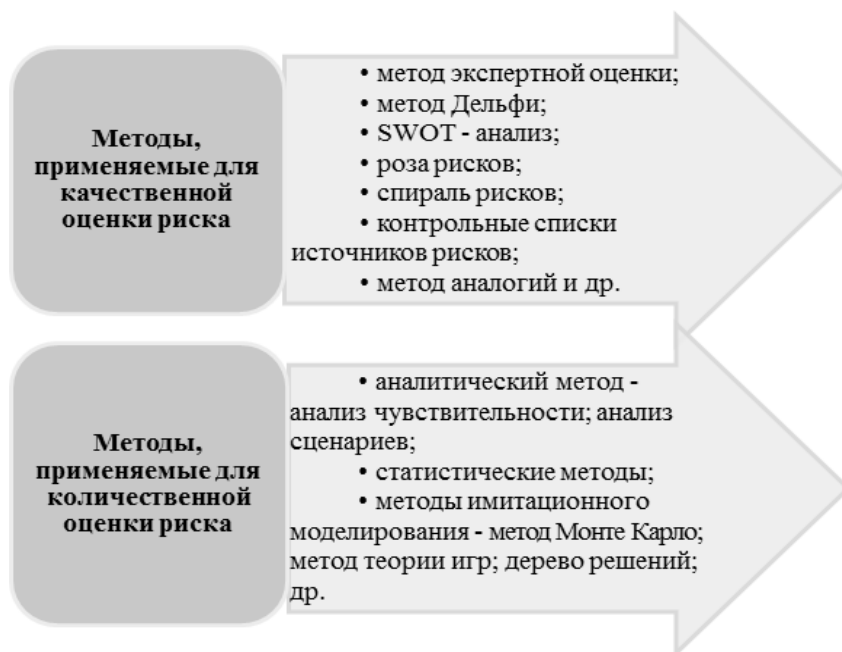 Методы,
применяемые для
качественной
оценки риска
• метод экспертной оценки;
• метод Дельфи;
• SWOT - анализ;
• роза рисков;
• спираль рисков;
• контрольные списки
источников рисков;
• метод аналогий и др.
Методы,
применяемые для
количественной
оценки риска
• аналитический метод -
анализ чувствительности; анализ
сценариев;
• статистические методы;
• методы имитационного
моделирования - метод Монте Карло;
метод теории игр; дерево решений;
др.